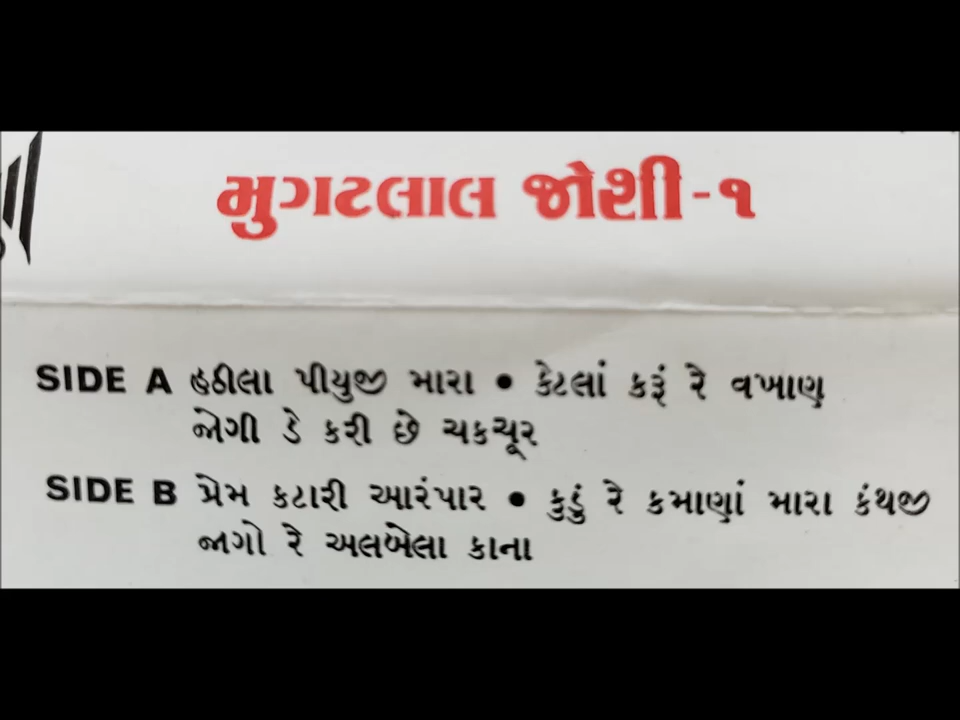 મુગટલાલ જોશી - ૧
SIDE A હઠીલા પીયુજી મારા • કેટલાં કરૂં રે વખાણ
જોગી ડે કરી છે ચકચૂર
SIDE B પ્રેમ કટારી આરંપાર • કુડું રે કમાણાં મારા કંથજી
જાગો રે અલબેલા કાના